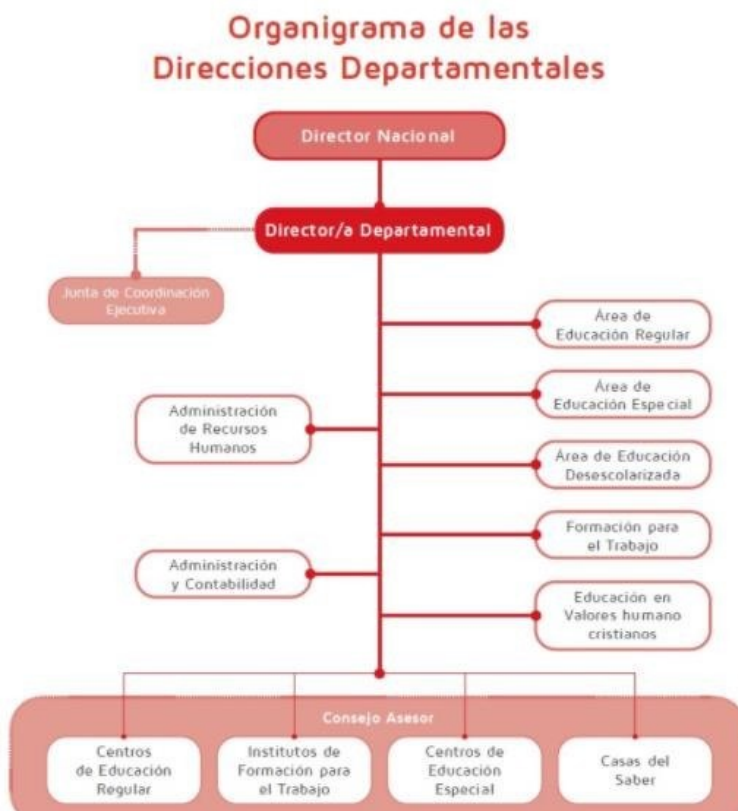 Organigrama de las
Direcciones Departamentales
Director Nacional
Director/a Departamental
Junta de Coordinación
Ejecutiva
Área de
Educación Regular
Área de
Educación Especial
Administración
de Recursos
Humanos
Área de Educación
Desescolarizada
Formación para
el Trabajo
Administración
y Contabilidad
Educación en
Valores humano
cristianos
Consejo Asesor
Centros
de Educación
Regular
Institutos de
Formación para
el Trabajo
Centros de
Educación
Especial
Casas del
Saber